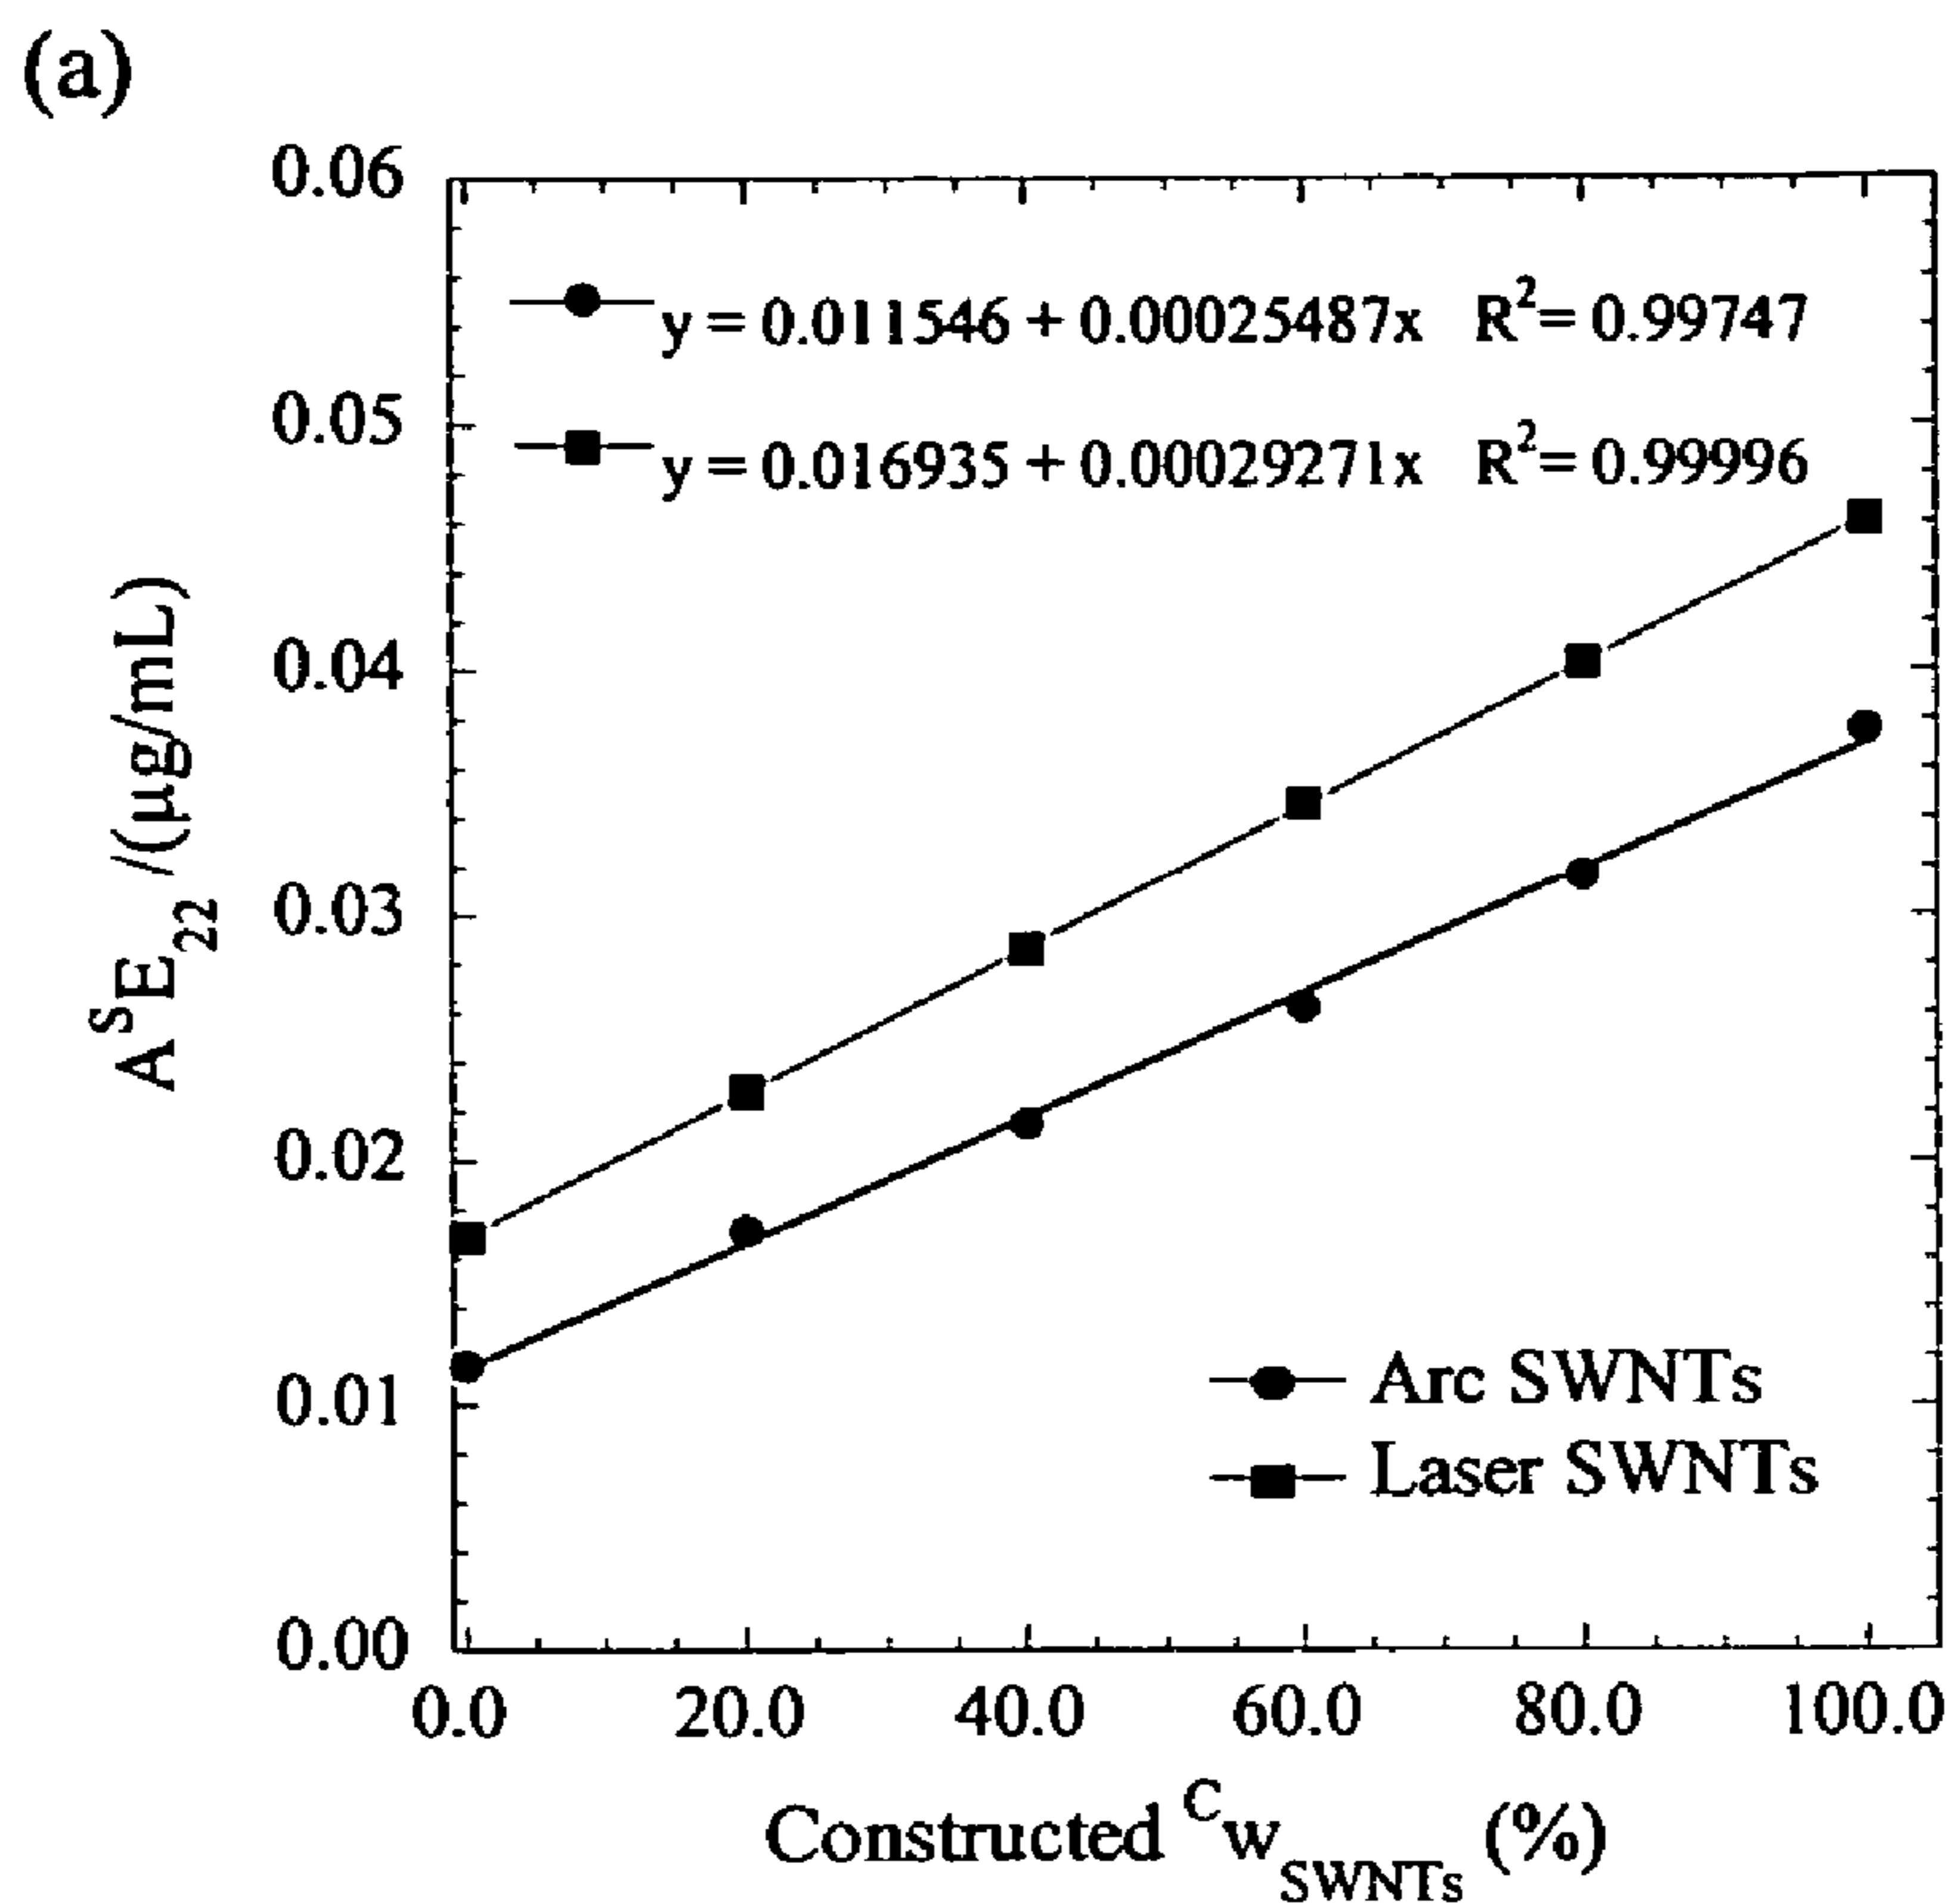 (a)
0.06
y = 0.011546 + 0.00025487x R²= 0.99747
0.05
y = 0.016935 + 0.00029271x R²= 0.99996
0.04
0.03
0.02
0.01
0.00
A^S E_22 /(μg/mL)
Arc SWNTs
Laser SWNTs
0.0 20.0 40.0 60.0 80.0 100.0
Constructed ^C w_SWNTs (%)